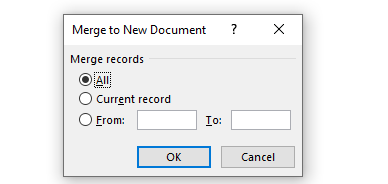 Merge to New Document ? X
Merge records
All
Current record
From: To:
OK Cancel